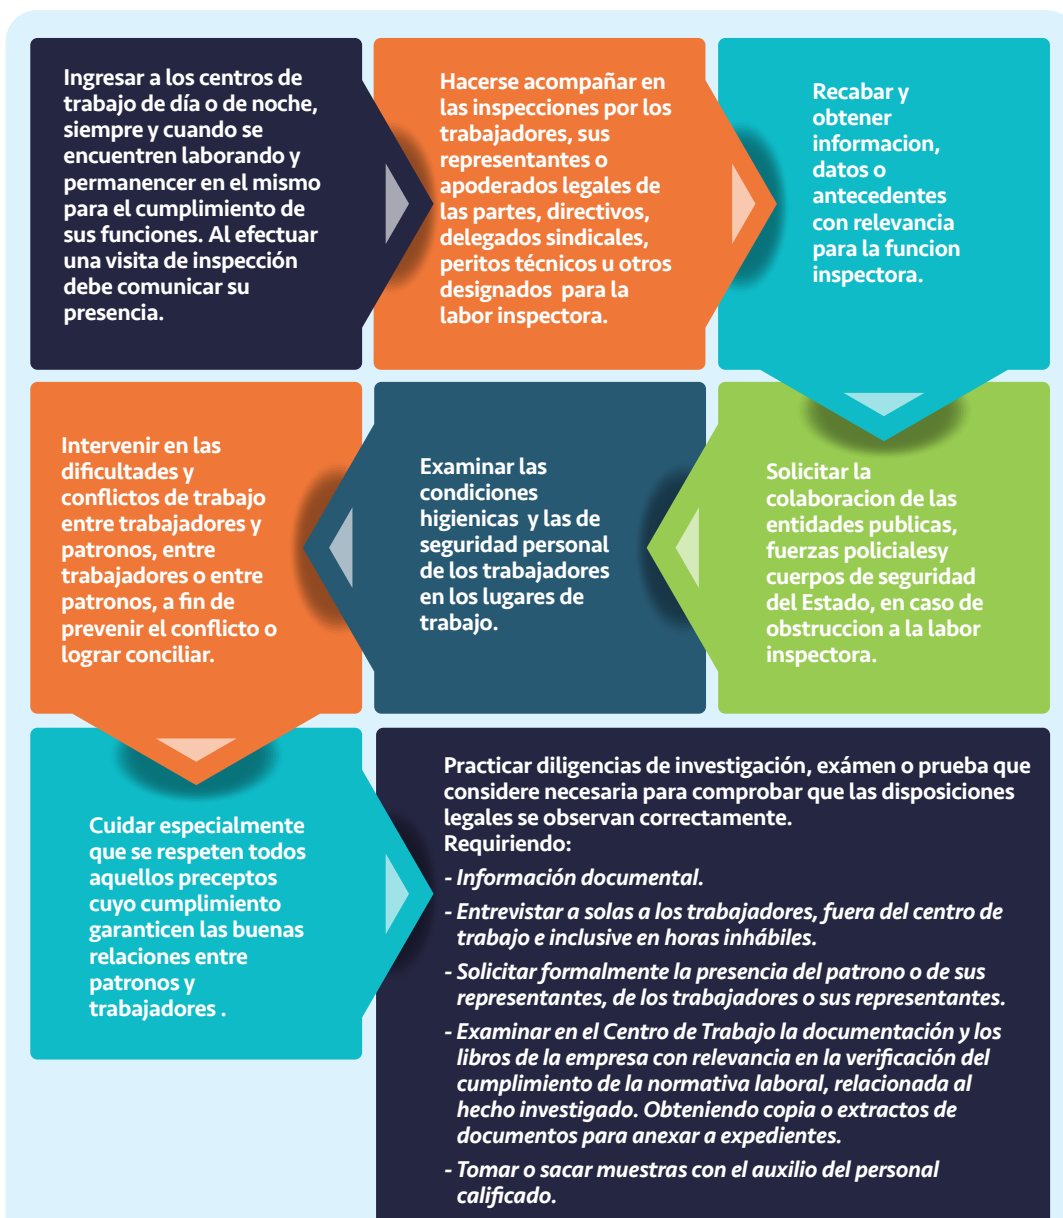 Ingresar a los centros de
trabajo de día o de noche,
siempre y cuando se
encuentren laborando y
permanencer en el mismo
para el cumplimiento de
sus funciones. Al efectuar
una visita de inspección
debe comunicar su
presencia.
Hacerse acompañar en
las inspecciones por los
trabajadores, sus
representantes o
apoderados legales de
las partes, directivos,
delegados sindicales,
peritos técnicos u otros
designados para la
labor inspectora.
Recabar y
obtener
informacion,
datos o
antecedentes
con relevancia
para la funcion
inspectora.
Solicitar la
colaboracion de las
entidades publicas,
fuerzas policialesy
cuerpos de seguridad
del Estado, en caso de
obstruccion a la labor
inspectora.
Examinar las
condiciones
higienicas y las de
seguridad personal
de los trabajadores
en los lugares de
trabajo.
Intervenir en las
dificultades y
conflictos de trabajo
entre trabajadores y
patronos, entre
trabajadores o entre
patronos, a fin de
prevenir el conflicto o
lograr conciliar.
Cuidar especialmente
que se respeten todos
aquellos preceptos
cuyo cumplimiento
garanticen las buenas
relaciones entre
patronos y
trabajadores .
Practicar diligencias de investigación, exámen o prueba que
considere necesaria para comprobar que las disposiciones
legales se observan correctamente.
Requiriendo:
- Información documental.
- Entrevistar a solas a los trabajadores, fuera del centro de
trabajo e inclusive en horas inhábiles.
- Solicitar formalmente la presencia del patrono o de sus
representantes, de los trabajadores o sus representantes.
- Examinar en el Centro de Trabajo la documentación y los
libros de la empresa con relevancia en la verificación del
cumplimiento de la normativa laboral, relacionada al
hecho investigado. Obteniendo copia o extractos de
documentos para anexar a expedientes.
- Tomar o sacar muestras con el auxilio del personal
calificado.